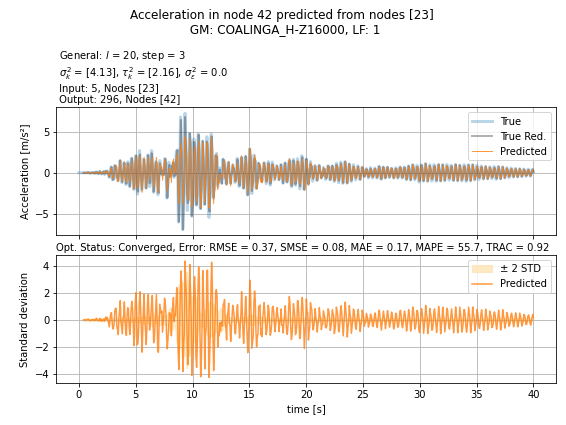 Acceleration in node 42 predicted from nodes [23]
GM: COALINGA_H-Z16000, LF: 1
General: l = 20, step = 3
σ²ₖ = [4.13], τ²ₖ = [2.16], σ²ε = 0.0
Input: 5, Nodes [23]
Output: 296, Nodes [42]
True
True Red.
Predicted
Acceleration [m/s²]
5
0
−5
Opt. Status: Converged, Error: RMSE = 0.37, SMSE = 0.08, MAE = 0.17, MAPE = 55.7, TRAC = 0.92
± 2 STD
Predicted
Standard deviation
4
2
0
−2
−4
0 5 10 15 20 25 30 35 40
time [s]